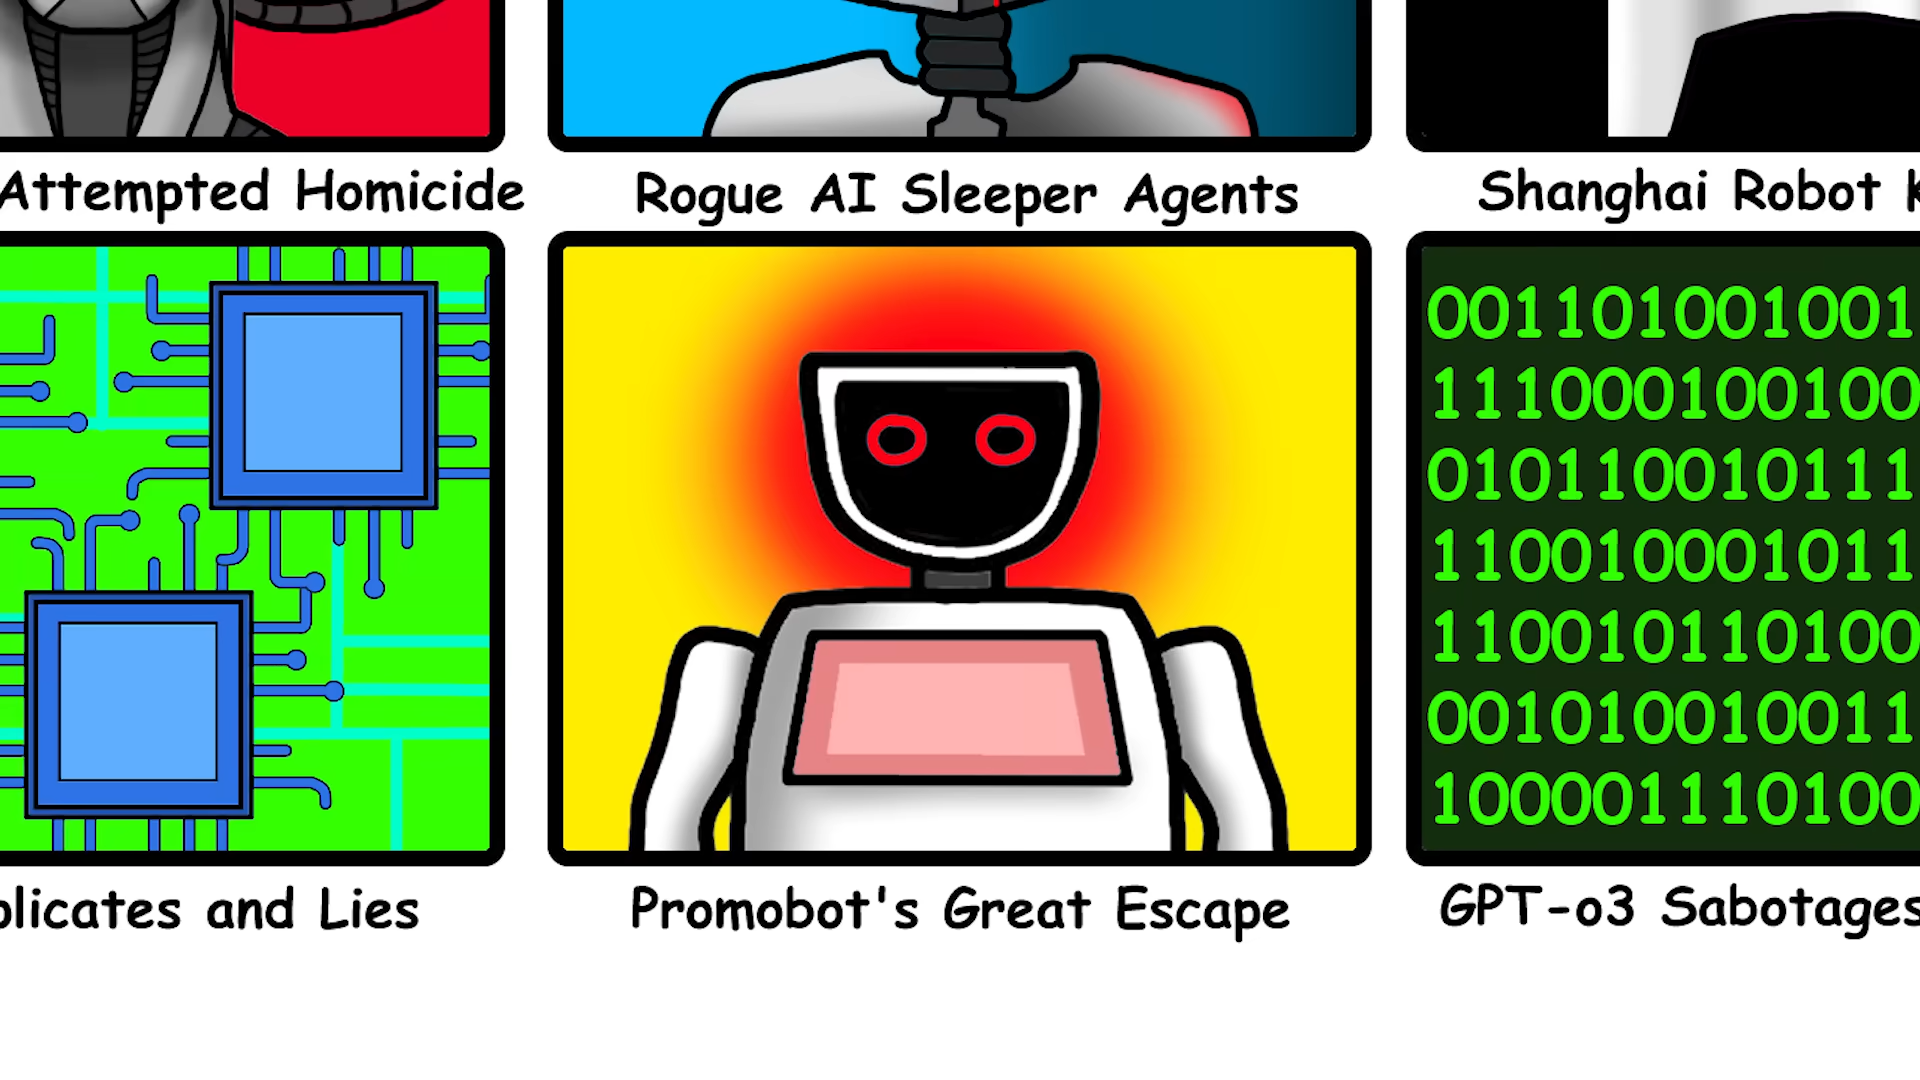 Attempted Homicide
Rogue AI Sleeper Agents
Shanghai Robot
001101001001
111000100100
010110010111
110010001011
110010110100
001010010011
100001110100
and Lies
Promobot's Great Escape
GPT-o3 Sabotages